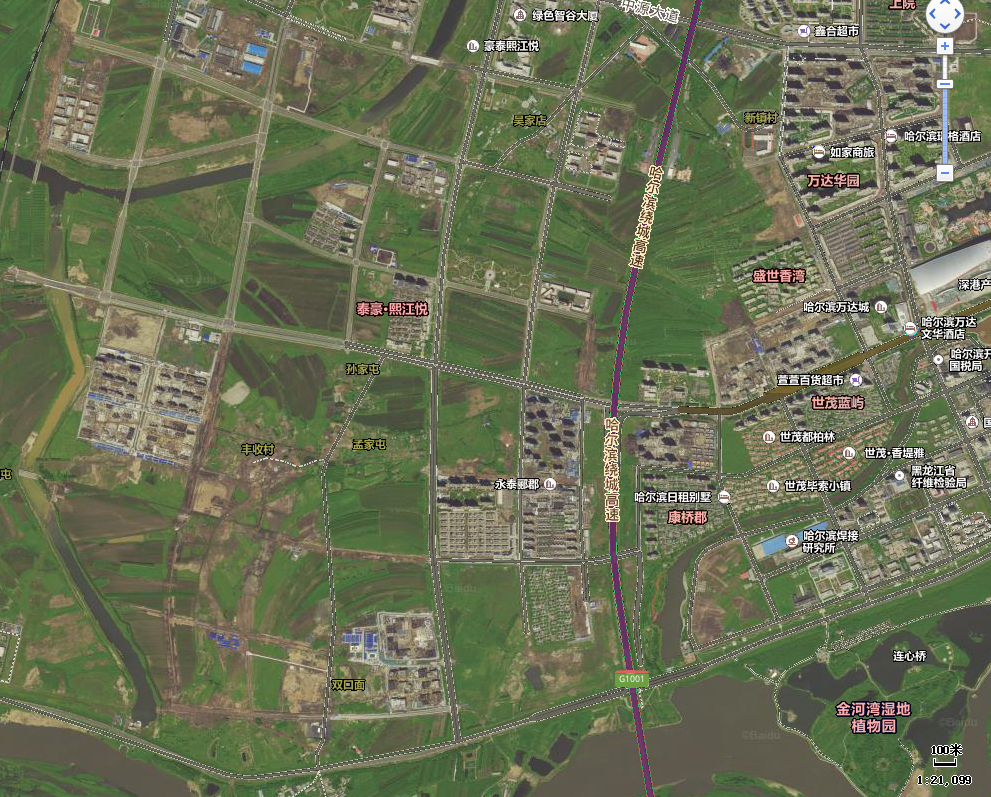 上院
中源大道
绿色智谷大厦
鑫合超市
豪泰熙江悦
吴家店
新镇村
如家商旅
万达华园
哈尔滨绕城高速
盛世香湾
深港产
泰豪·熙江悦
哈尔滨万达城
哈尔滨万达
文华酒店
哈尔滨开
国税局
孙家屯
萱萱百货超市
世茂蓝屿
丰收村
孟家屯
世茂都柏林
世茂·香堤雅
屯
黑龙江省
纤维检验局
永泰郦郡
哈尔滨绕城高速
哈尔滨日租别墅
世茂毕索小镇
康桥郡
哈尔滨焊接
研究所
双口面
G1001
连心桥
金河湾湿地
植物园
©Baidu
©Baidu
100米
1:21,099